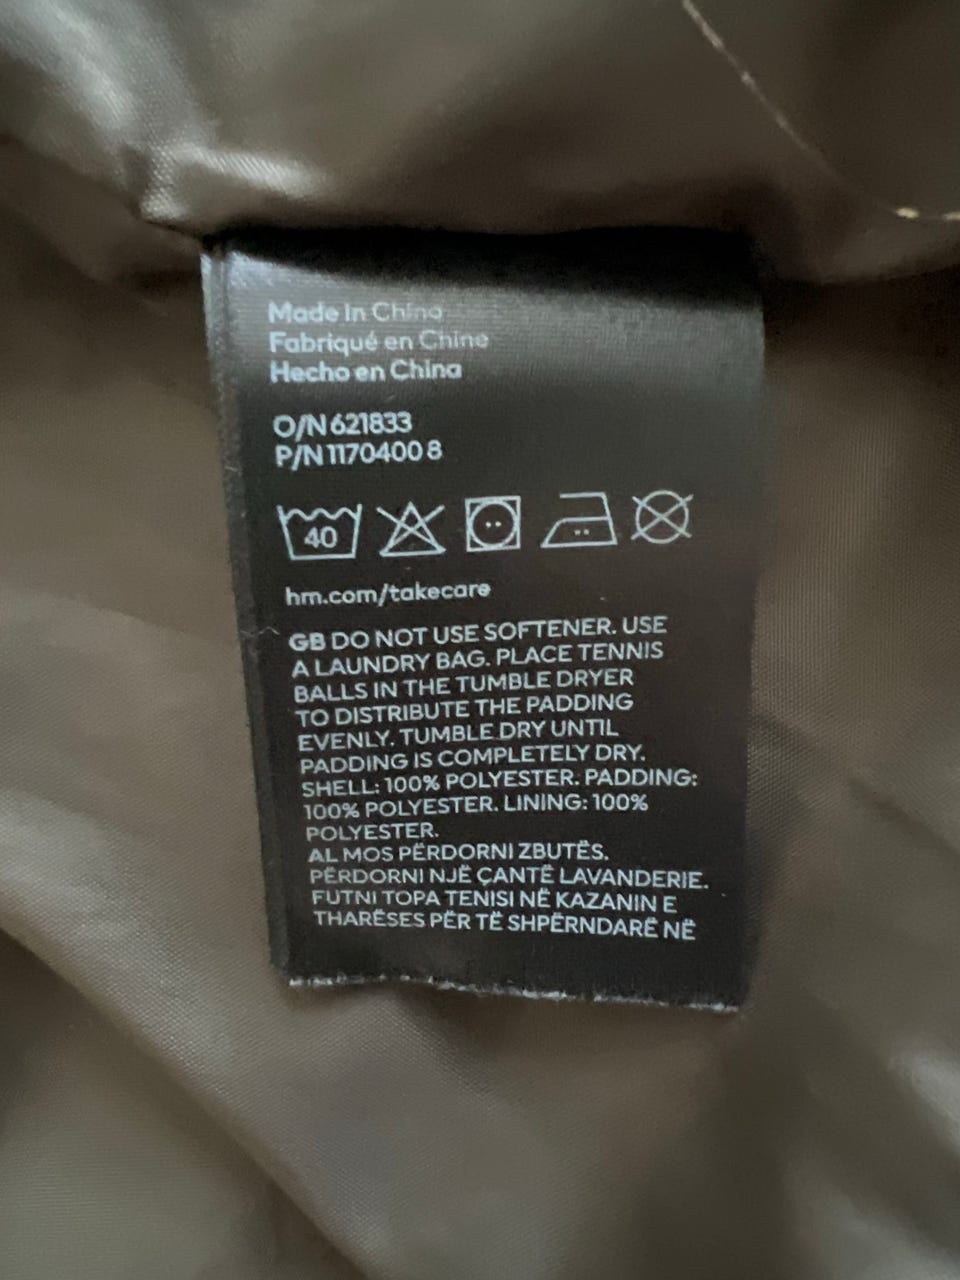 Made in China
Fabriqué en Chine
Hecho en China
O/N 621833
P/N 1170400 8
40
hm.com/takecare
GB DO NOT USE SOFTENER. USE
A LAUNDRY BAG. PLACE TENNIS
BALLS IN THE TUMBLE DRYER
TO DISTRIBUTE THE PADDING
EVENLY. TUMBLE DRY UNTIL
PADDING IS COMPLETELY DRY.
SHELL: 100% POLYESTER. PADDING:
100% POLYESTER. LINING: 100%
POLYESTER.
AL MOS PËRDORNI ZBUTËS.
PËRDORNI NJË ÇANTË LAVANDERIE.
FUTNI TOPA TENISI NË KAZANIN E
THARËSES PËR TË SHPËRNDARË NË